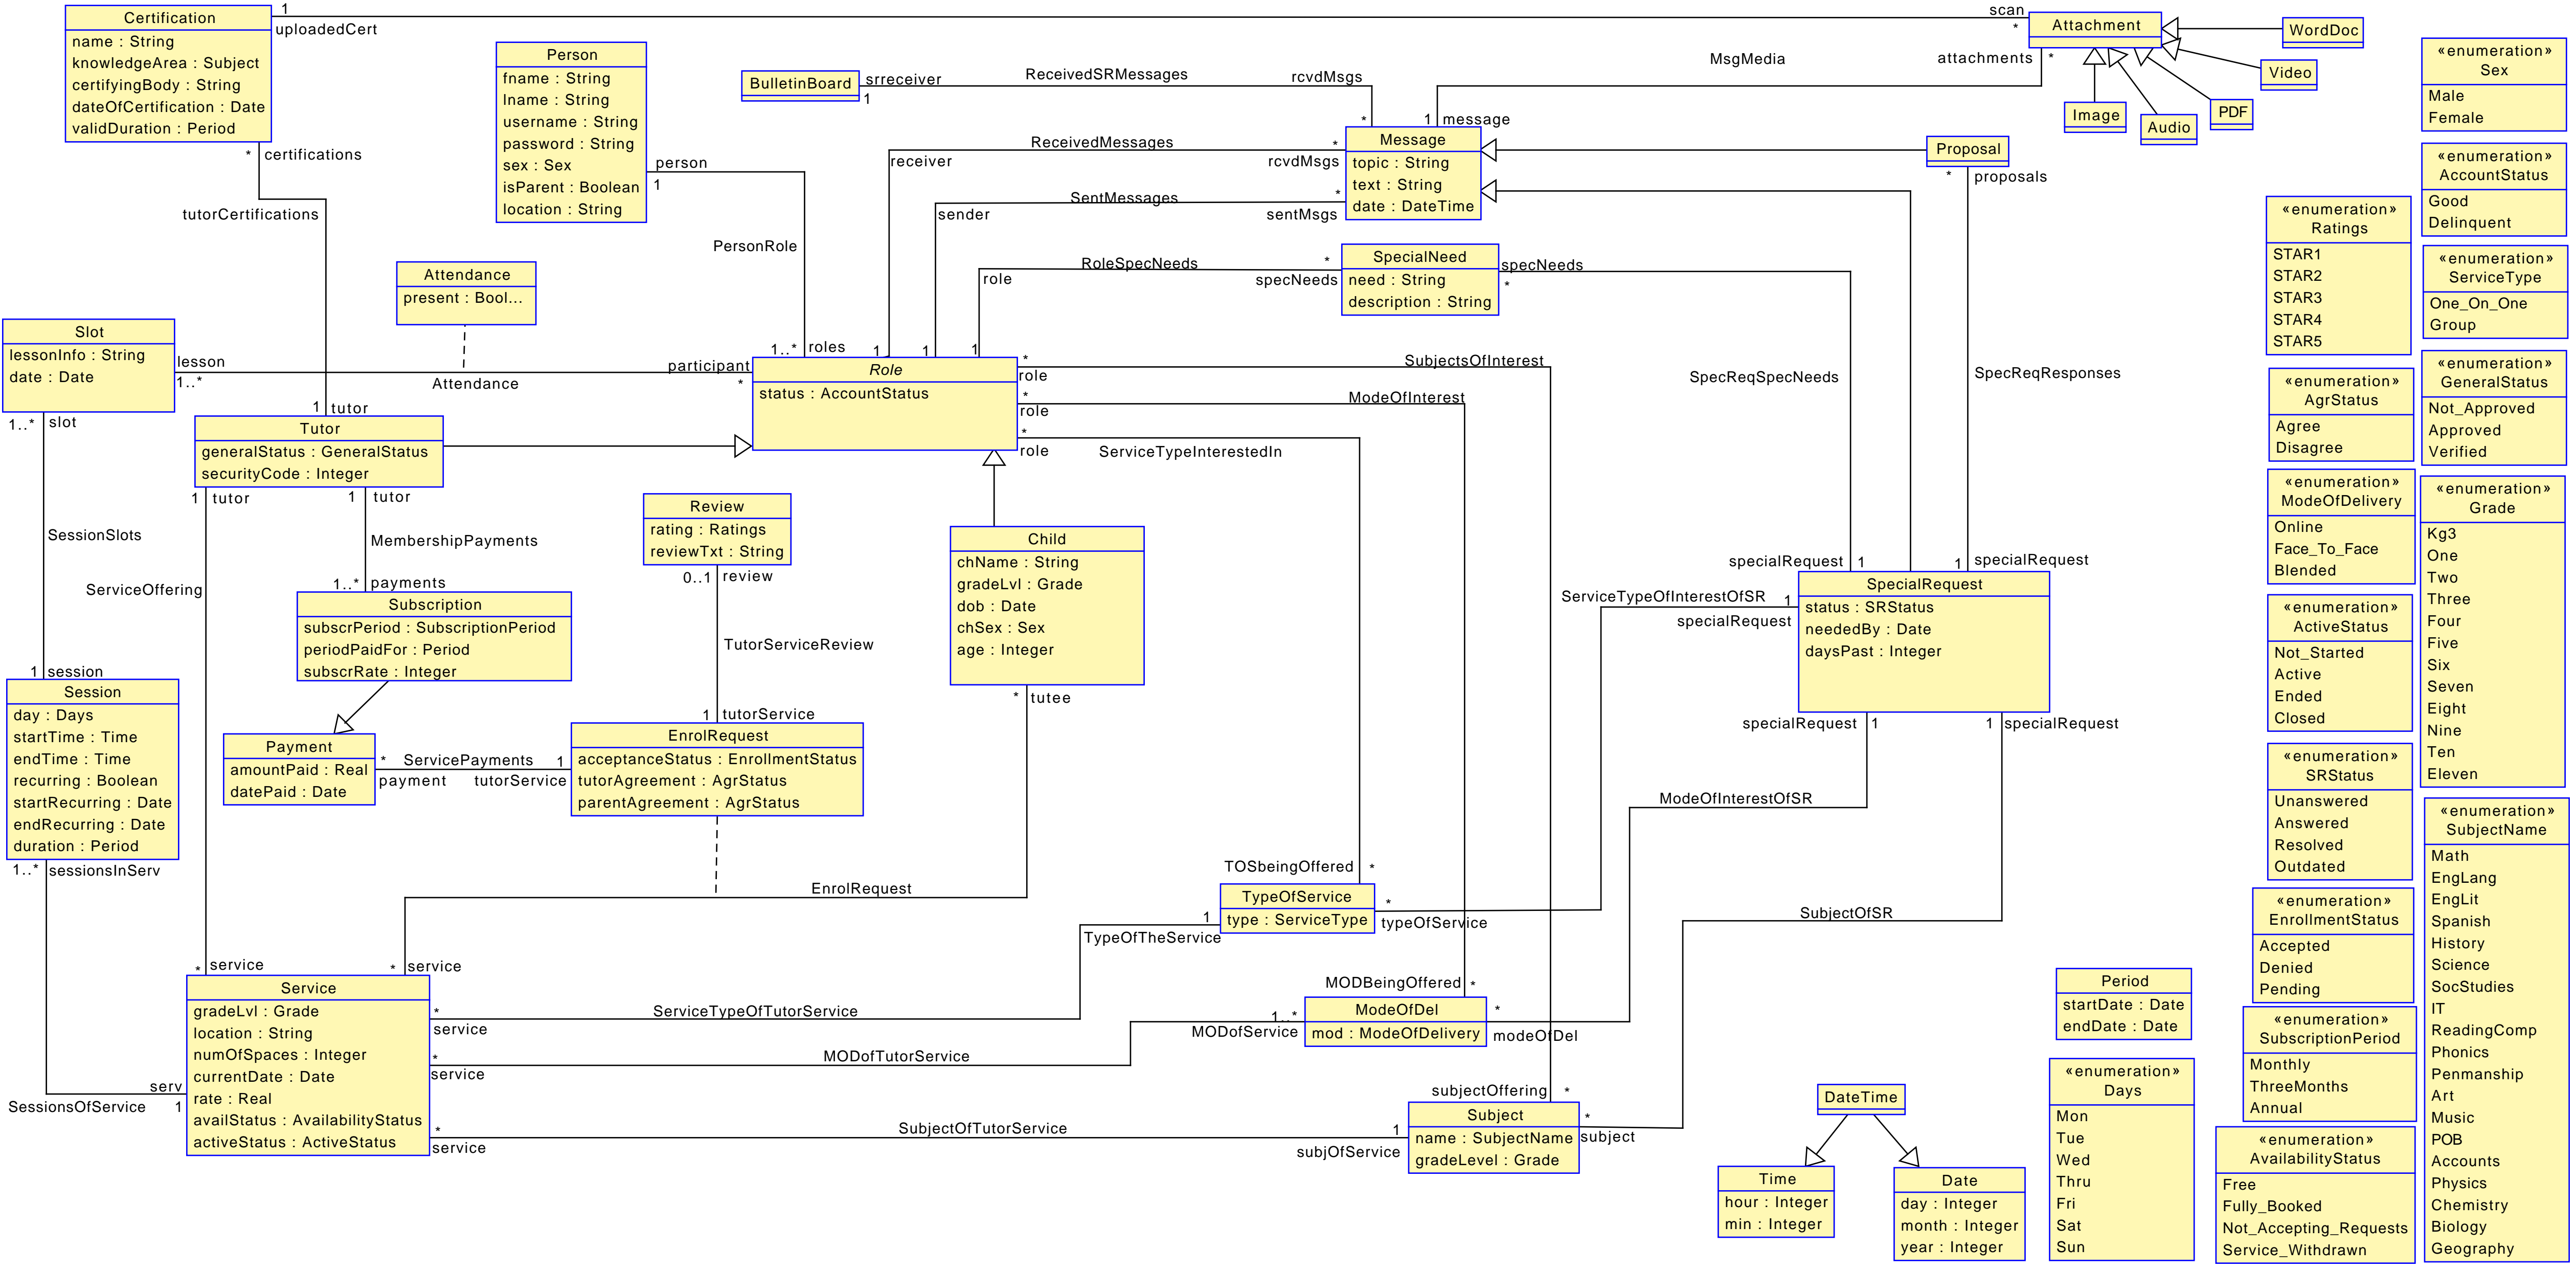 Certification
name : String
knowledgeArea : Subject
certifyingBody : String
dateOfCertification : Date
validDuration : Period
1
uploadedCert
scan
*
Attachment
WordDoc
Video
PDF
Audio
Image
MsgMedia
attachments
*
Person
fname : String
lname : String
username : String
password : String
sex : Sex
isParent : Boolean
location : String
person
1
PersonRole
1..*
roles
BulletinBoard
srreceiver
1
ReceivedSRMessages
rcvdMsgs
*
1
message
Message
topic : String
text : String
date : DateTime
ReceivedMessages
receiver
1
*
rcvdMsgs
SentMessages
sender
1
*
sentMsgs
Proposal
*
proposals
RoleSpecNeeds
role
1
*
specNeeds
SpecialNeed
need : String
description : String
specNeeds
*
SpecReqSpecNeeds
SpecReqResponses
*
certifications
tutorCertifications
1
tutor
Attendance
present : Bool...
Slot
lessonInfo : String
date : Date
lesson
1..*
Attendance
participant
*
1..*
slot
Role
status : AccountStatus
*
role
SubjectsOfInterest
*
role
ModeOfInterest
*
role
ServiceTypeInterestedIn
Tutor
generalStatus : GeneralStatus
securityCode : Integer
1
tutor
1
tutor
SessionSlots
MembershipPayments
ServiceOffering
1..*
payments
Review
rating : Ratings
reviewTxt : String
0..1
review
TutorServiceReview
1
tutorService
Child
chName : String
gradeLvl : Grade
dob : Date
chSex : Sex
age : Integer
*
tutee
Subscription
subscrPeriod : SubscriptionPeriod
periodPaidFor : Period
subscrRate : Integer
specialRequest
1
1
specialRequest
SpecialRequest
status : SRStatus
neededBy : Date
daysPast : Integer
ServiceTypeOfInterestOfSR
1
specialRequest
specialRequest
1
1
specialRequest
1
session
Session
day : Days
startTime : Time
endTime : Time
recurring : Boolean
startRecurring : Date
endRecurring : Date
duration : Period
1..*
sessionsInServ
Payment
amountPaid : Real
datePaid : Date
*
payment
ServicePayments
1
tutorService
EnrolRequest
acceptanceStatus : EnrollmentStatus
tutorAgreement : AgrStatus
parentAgreement : AgrStatus
ModeOfInterestOfSR
EnrolRequest
TOSbeingOffered
*
TypeOfService
type : ServiceType
*
typeOfService
SubjectOfSR
1
TypeOfTheService
*
service
*
service
Service
gradeLvl : Grade
location : String
numOfSpaces : Integer
currentDate : Date
rate : Real
availStatus : AvailabilityStatus
activeStatus : ActiveStatus
serv
1
SessionsOfService
*
service
ServiceTypeOfTutorService
*
service
MODofTutorService
*
service
SubjectOfTutorService
MODBeingOffered
*
1..*
MODofService
ModeOfDel
mod : ModeOfDelivery
*
modeOfDel
subjectOffering
*
1
subjOfService
Subject
name : SubjectName
gradeLevel : Grade
*
subject
DateTime
Time
hour : Integer
min : Integer
Date
day : Integer
month : Integer
year : Integer
Period
startDate : Date
endDate : Date
«enumeration»
Days
Mon
Tue
Wed
Thru
Fri
Sat
Sun
«enumeration»
Ratings
STAR1
STAR2
STAR3
STAR4
STAR5
«enumeration»
AgrStatus
Agree
Disagree
«enumeration»
ModeOfDelivery
Online
Face_To_Face
Blended
«enumeration»
ActiveStatus
Not_Started
Active
Ended
Closed
«enumeration»
SRStatus
Unanswered
Answered
Resolved
Outdated
«enumeration»
EnrollmentStatus
Accepted
Denied
Pending
«enumeration»
SubscriptionPeriod
Monthly
ThreeMonths
Annual
«enumeration»
AvailabilityStatus
Free
Fully_Booked
Not_Accepting_Requests
Service_Withdrawn
«enumeration»
Sex
Male
Female
«enumeration»
AccountStatus
Good
Delinquent
«enumeration»
ServiceType
One_On_One
Group
«enumeration»
GeneralStatus
Not_Approved
Approved
Verified
«enumeration»
Grade
Kg3
One
Two
Three
Four
Five
Six
Seven
Eight
Nine
Ten
Eleven
«enumeration»
SubjectName
Math
EngLang
EngLit
Spanish
History
Science
SocStudies
IT
ReadingComp
Phonics
Penmanship
Art
Music
POB
Accounts
Physics
Chemistry
Biology
Geography